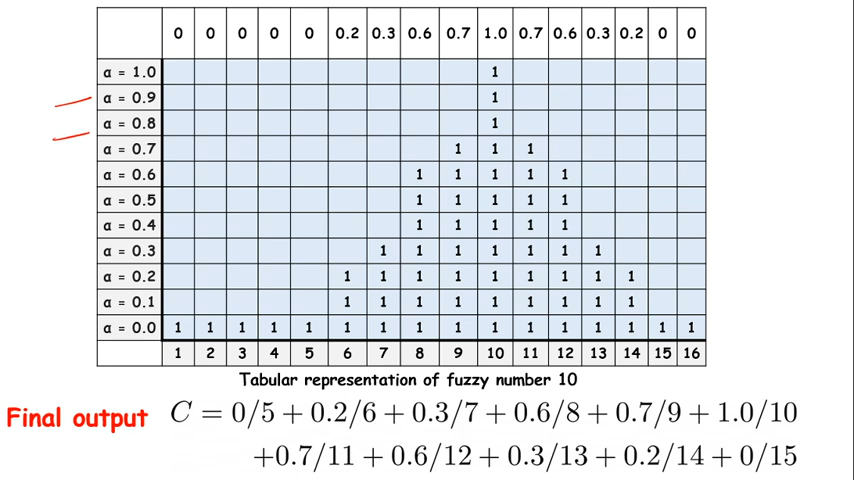 0 0 0 0 0 0.2 0.3 0.6 0.7 1.0 0.7 0.6 0.3 0.2 0 0
α = 1.0 1
α = 0.9 1
α = 0.8 1
α = 0.7 1 1 1
α = 0.6 1 1 1 1 1
α = 0.5 1 1 1 1 1
α = 0.4 1 1 1 1 1
α = 0.3 1 1 1 1 1 1 1
α = 0.2 1 1 1 1 1 1 1 1 1
α = 0.1 1 1 1 1 1 1 1 1 1
α = 0.0 1 1 1 1 1 1 1 1 1 1 1 1 1 1 1 1
1 2 3 4 5 6 7 8 9 10 11 12 13 14 15 16
Tabular representation of fuzzy number 10
Final output C = 0/5 + 0.2/6 + 0.3/7 + 0.6/8 + 0.7/9 + 1.0/10
+0.7/11 + 0.6/12 + 0.3/13 + 0.2/14 + 0/15